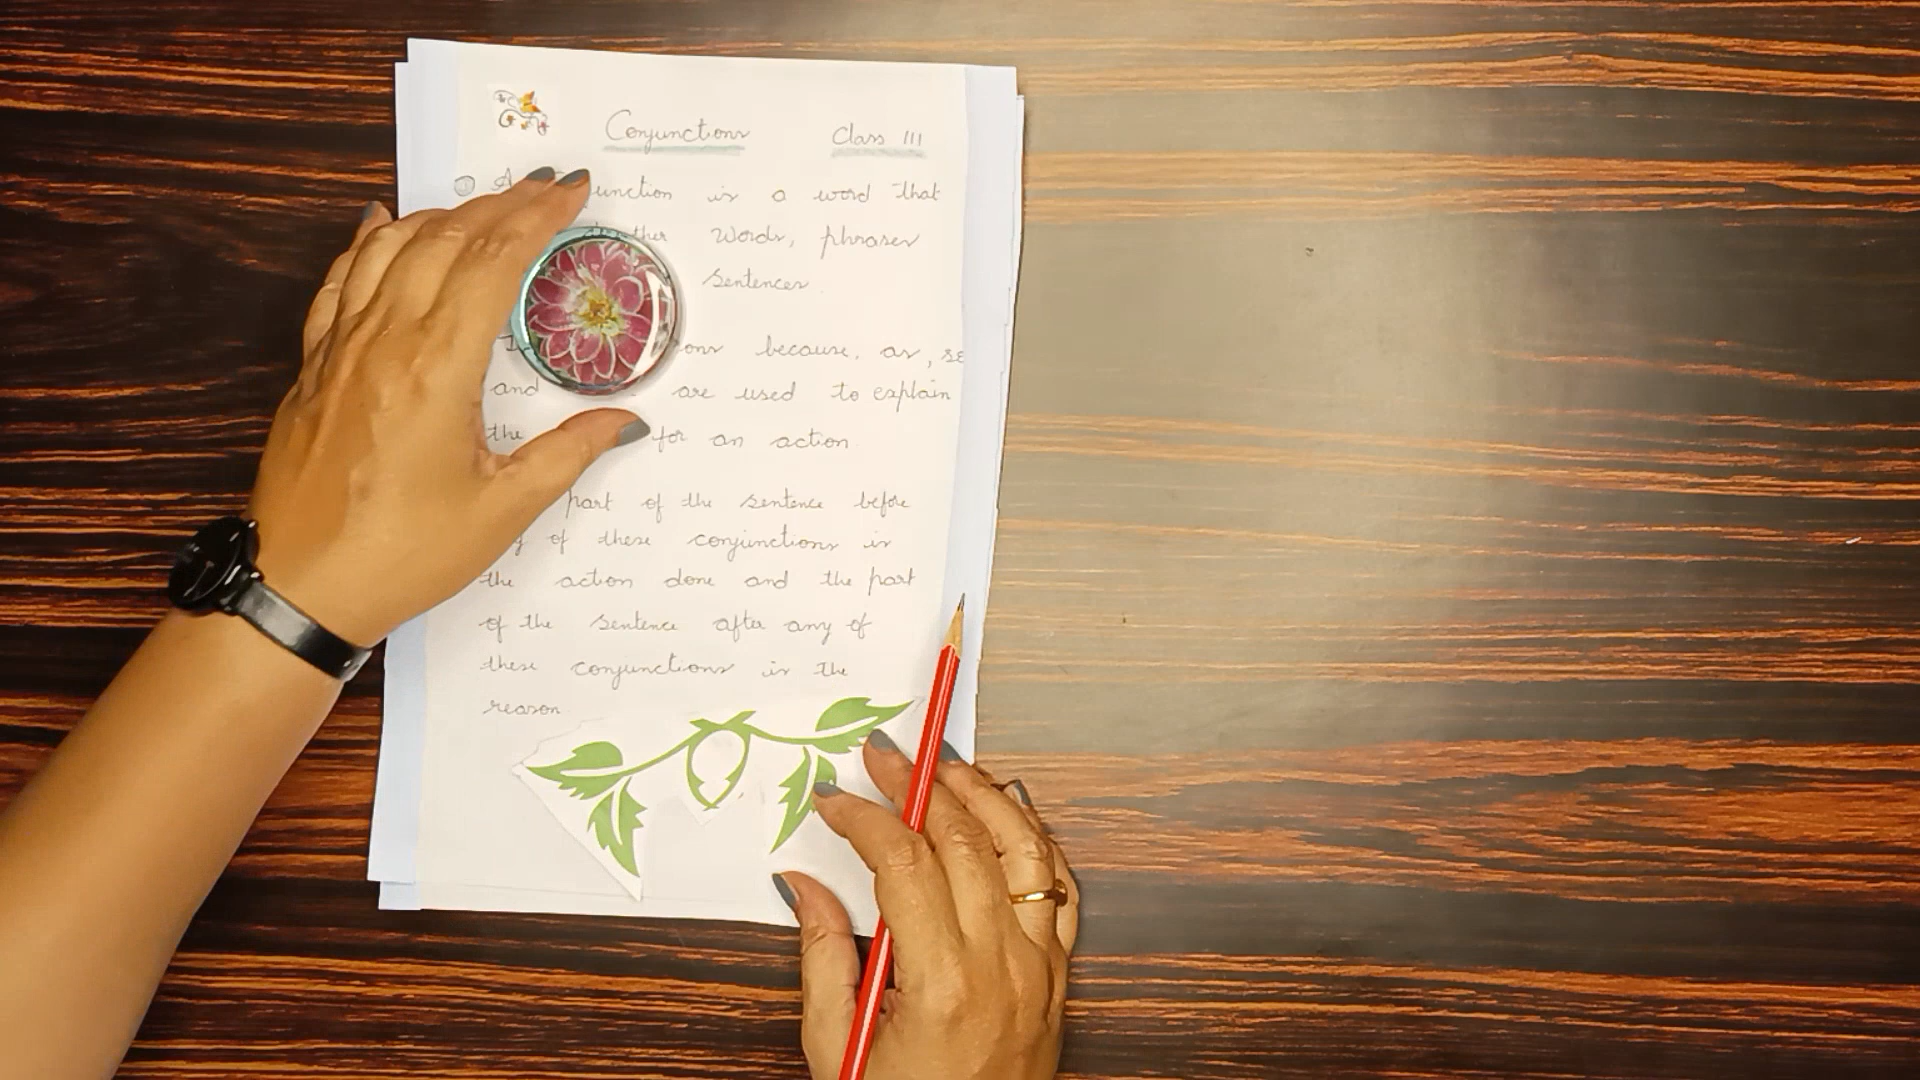 Conjunctions Class III
① A is a word that
words, phrases
sentences.
because, as,
and are used to explain
the for an action.
part of the sentence before
of these conjunctions is
the action done and the part
of the sentence after any of
these conjunctions is the
reason.